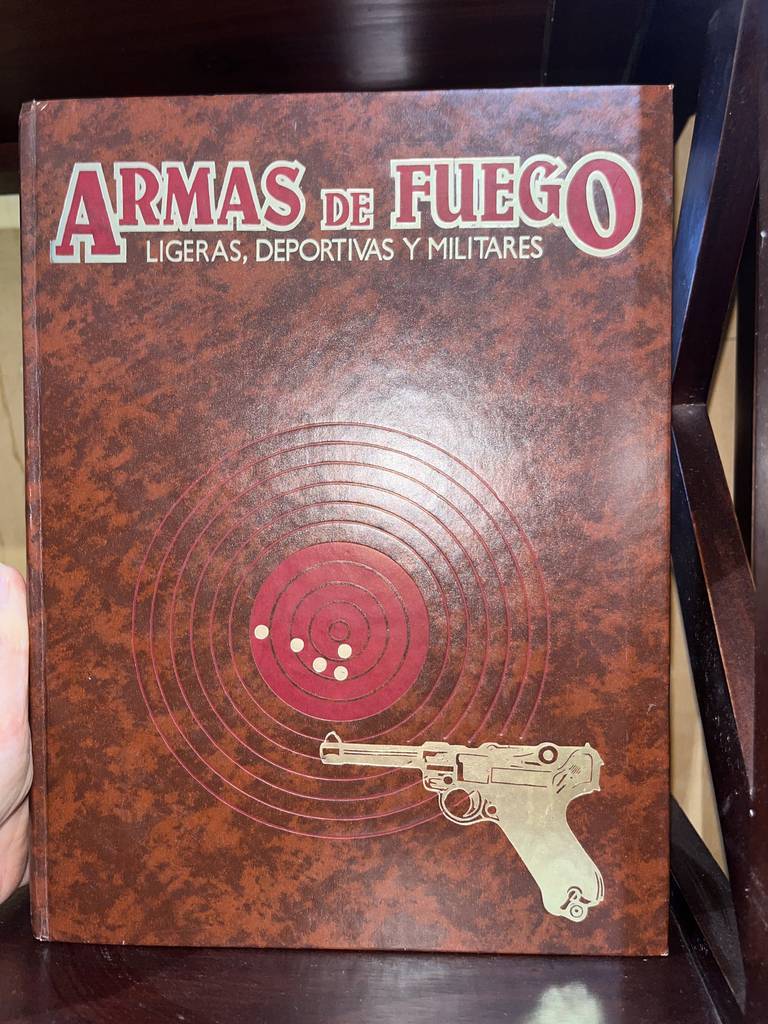 ARMAS DE FUEGO
LIGERAS, DEPORTIVAS Y MILITARES